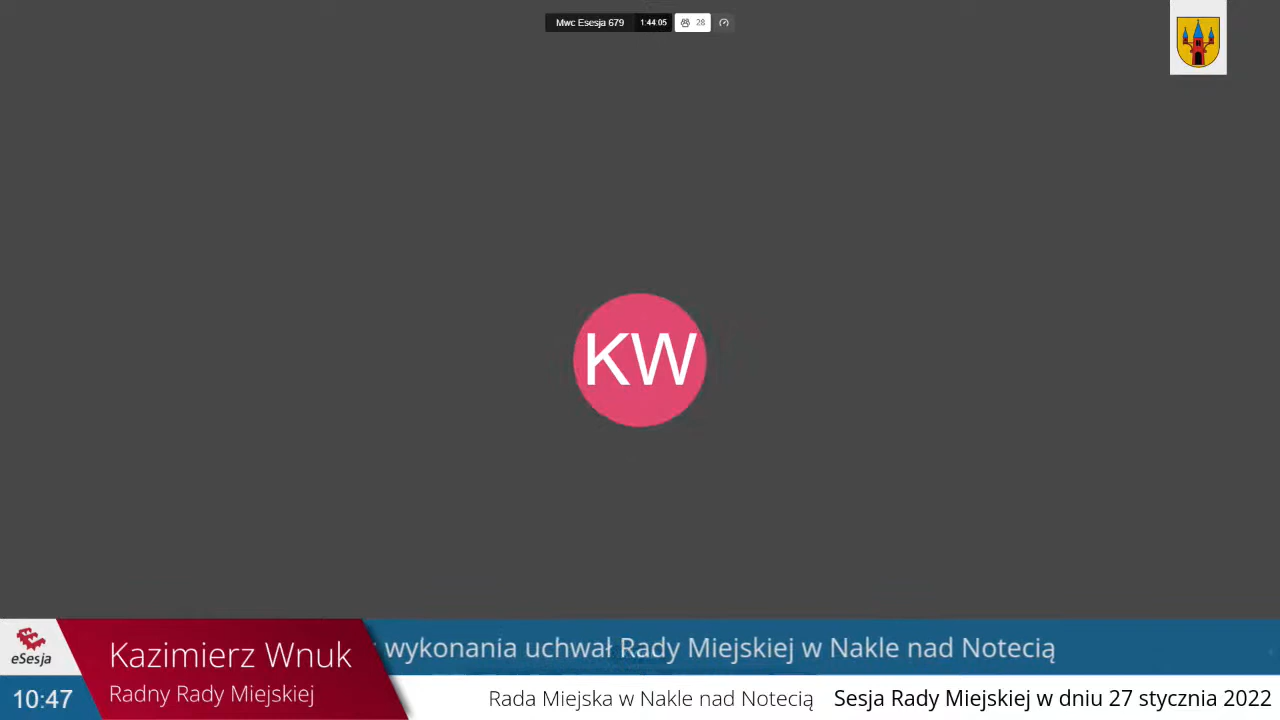 Mwc Esesja 679 1:44:05 28
KW
eSesja
Kazimierz Wnuk
Radny Rady Miejskiej
wykonania uchwał Rady Miejskiej w Nakle nad Notecią
10:47
Rada Miejska w Nakle nad Notecią
Sesja Rady Miejskiej w dniu 27 stycznia 2022